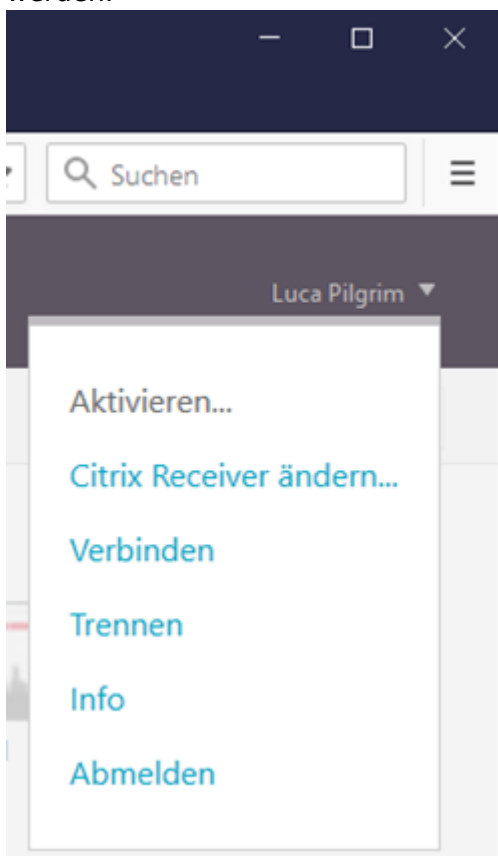 Suchen
Luca Pilgrim
Aktivieren...
Citrix Receiver ändern...
Verbinden
Trennen
Info
Abmelden